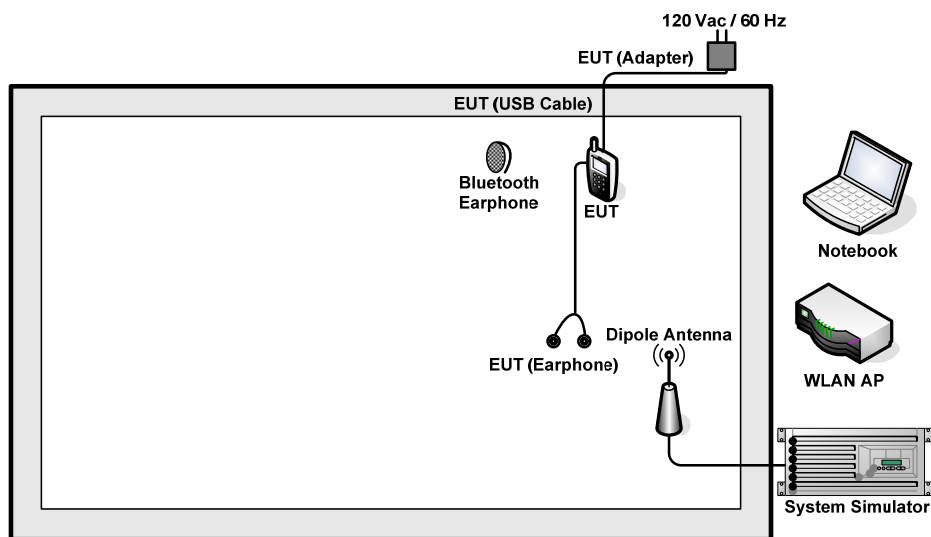 120 Vac / 60 Hz
EUT (Adapter)
EUT (USB Cable)
Bluetooth
Earphone
EUT
Notebook
Dipole Antenna
EUT (Earphone)
WLAN AP
System Simulator